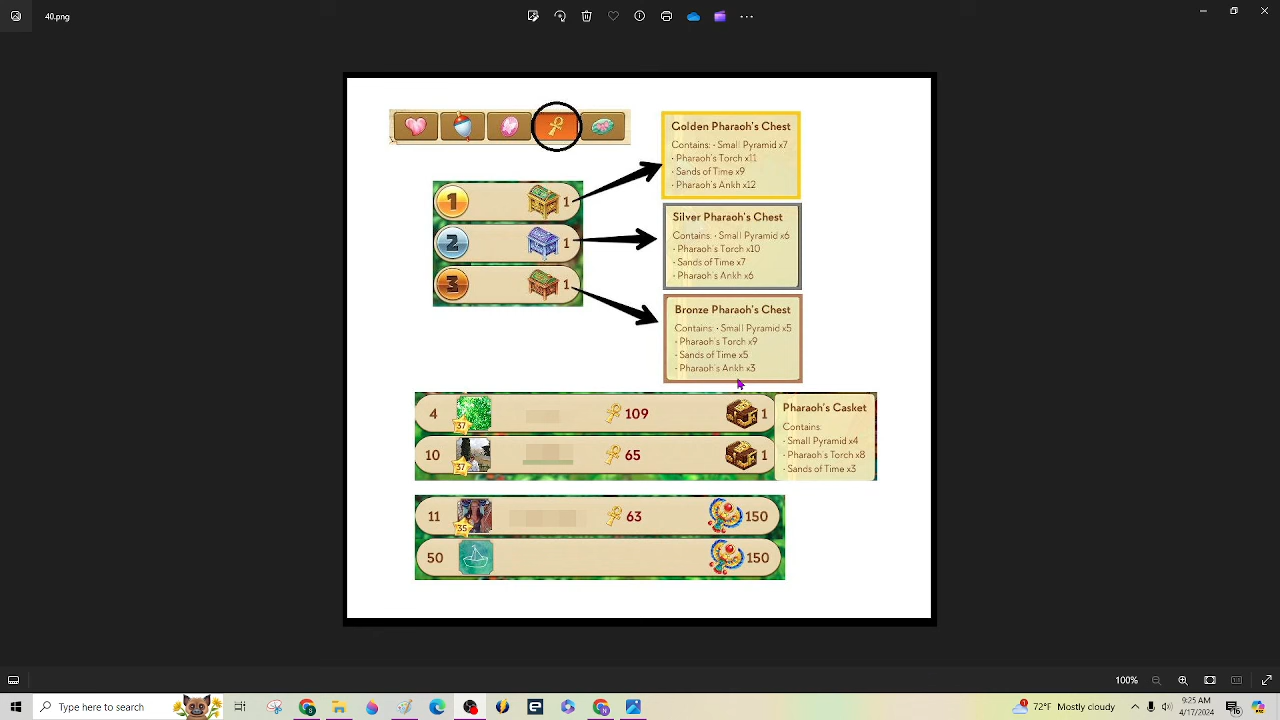 40.png
Golden Pharaoh's Chest
Contains: • Small Pyramid x7
• Pharaoh's Torch x11
• Sands of Time x9
• Pharaoh's Ankh x12
1 1
Silver Pharaoh's Chest
Contains: • Small Pyramid x6
• Pharaoh's Torch x10
• Sands of Time x7
• Pharaoh's Ankh x6
2 1
3 1
Bronze Pharaoh's Chest
Contains: • Small Pyramid x5
• Pharaoh's Torch x9
• Sands of Time x5
• Pharaoh's Ankh x3
4 37 109 1
10 37 65 1
Pharaoh's Casket
Contains:
• Small Pyramid x4
• Pharaoh's Torch x8
• Sands of Time x3
11 35 63 150
50 150
100%
Type here to search
72°F Mostly cloudy
9:25 AM
4/17/2024